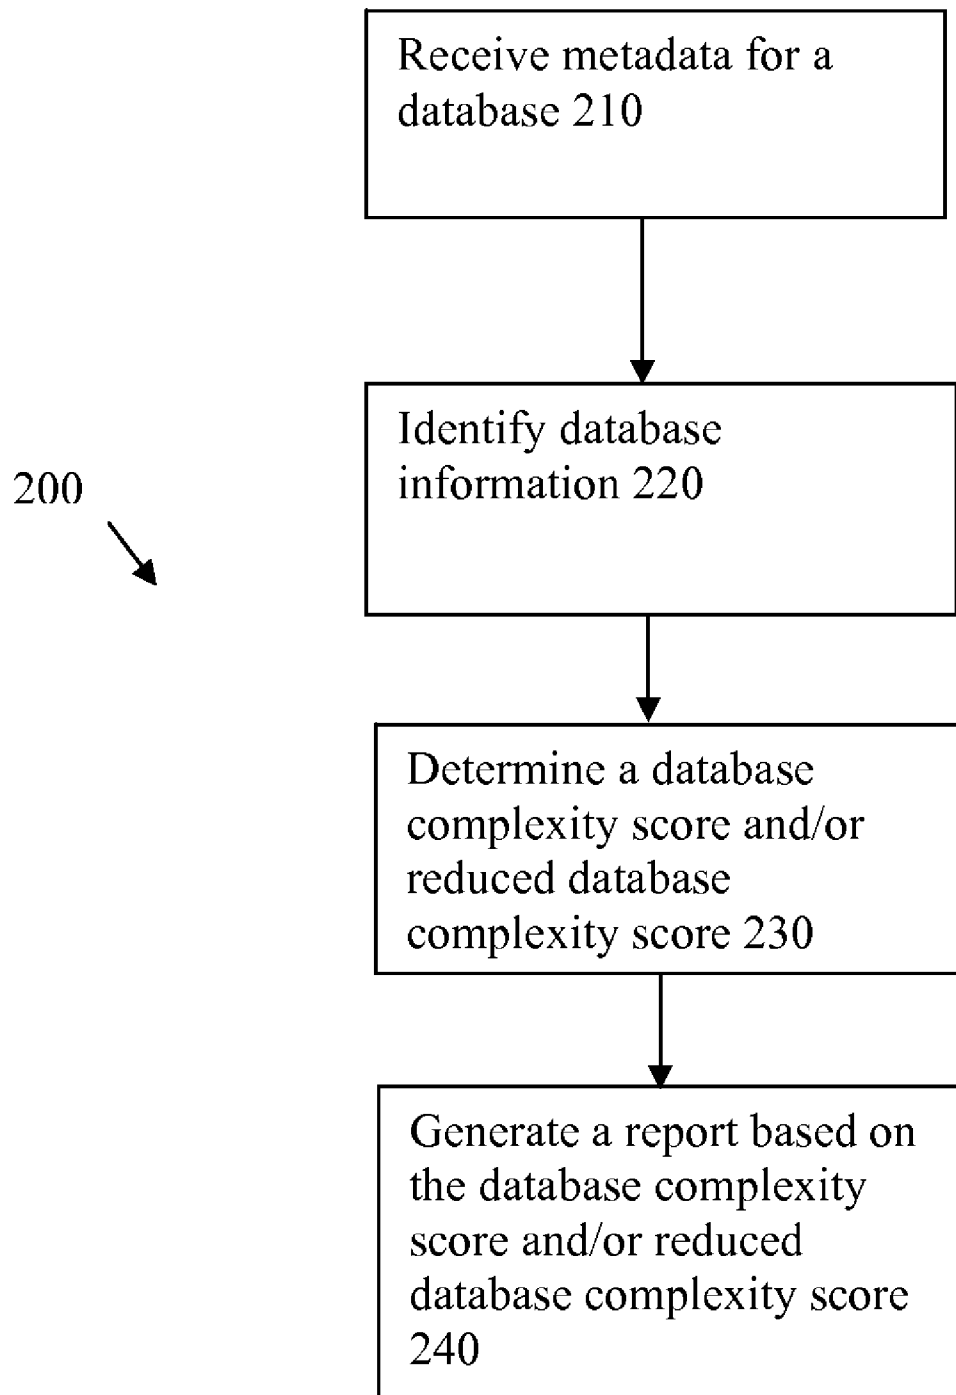 Receive metadata for a
database 210
Identify database
information 220
200
Determine a database
complexity score and/or
reduced database
complexity score 230
Generate a report based on
the database complexity
score and/or reduced
database complexity score
240